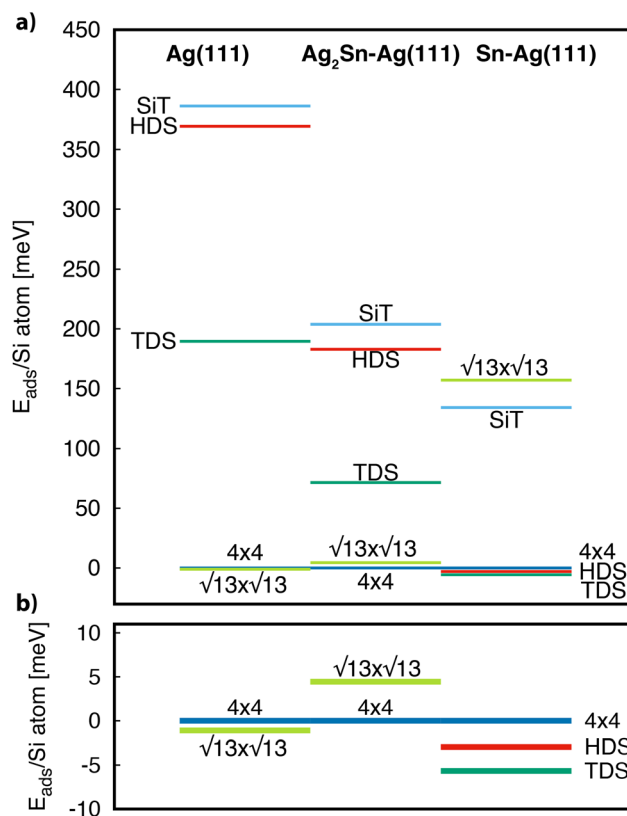 a)
E_ads/Si atom [meV]
450
400
350
300
250
200
150
100
50
0
Ag(111) Ag₂Sn-Ag(111) Sn-Ag(111)
SiT
HDS
TDS
4x4
√13x√13
SiT
HDS
TDS
√13x√13
4x4
√13x√13
SiT
4x4
HDS
TDS
b)
E_ads/Si atom [meV]
10
5
0
-5
-10
4x4
√13x√13
√13x√13
4x4
4x4
HDS
TDS